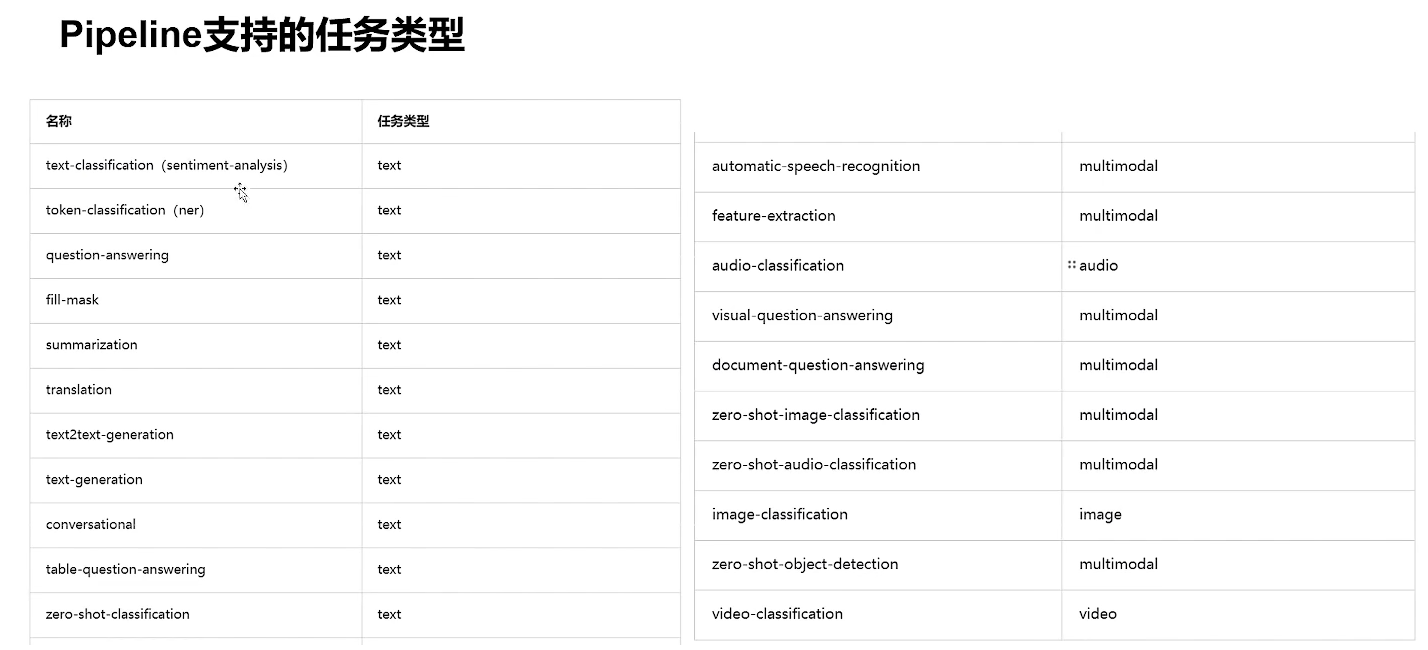 Pipeline支持的任务类型
名称 任务类型
text-classification（sentiment-analysis） text
token-classification（ner） text
question-answering text
fill-mask text
summarization text
translation text
text2text-generation text
text-generation text
conversational text
table-question-answering text
zero-shot-classification text
automatic-speech-recognition multimodal
feature-extraction multimodal
audio-classification audio
visual-question-answering multimodal
document-question-answering multimodal
zero-shot-image-classification multimodal
zero-shot-audio-classification multimodal
image-classification image
zero-shot-object-detection multimodal
video-classification video